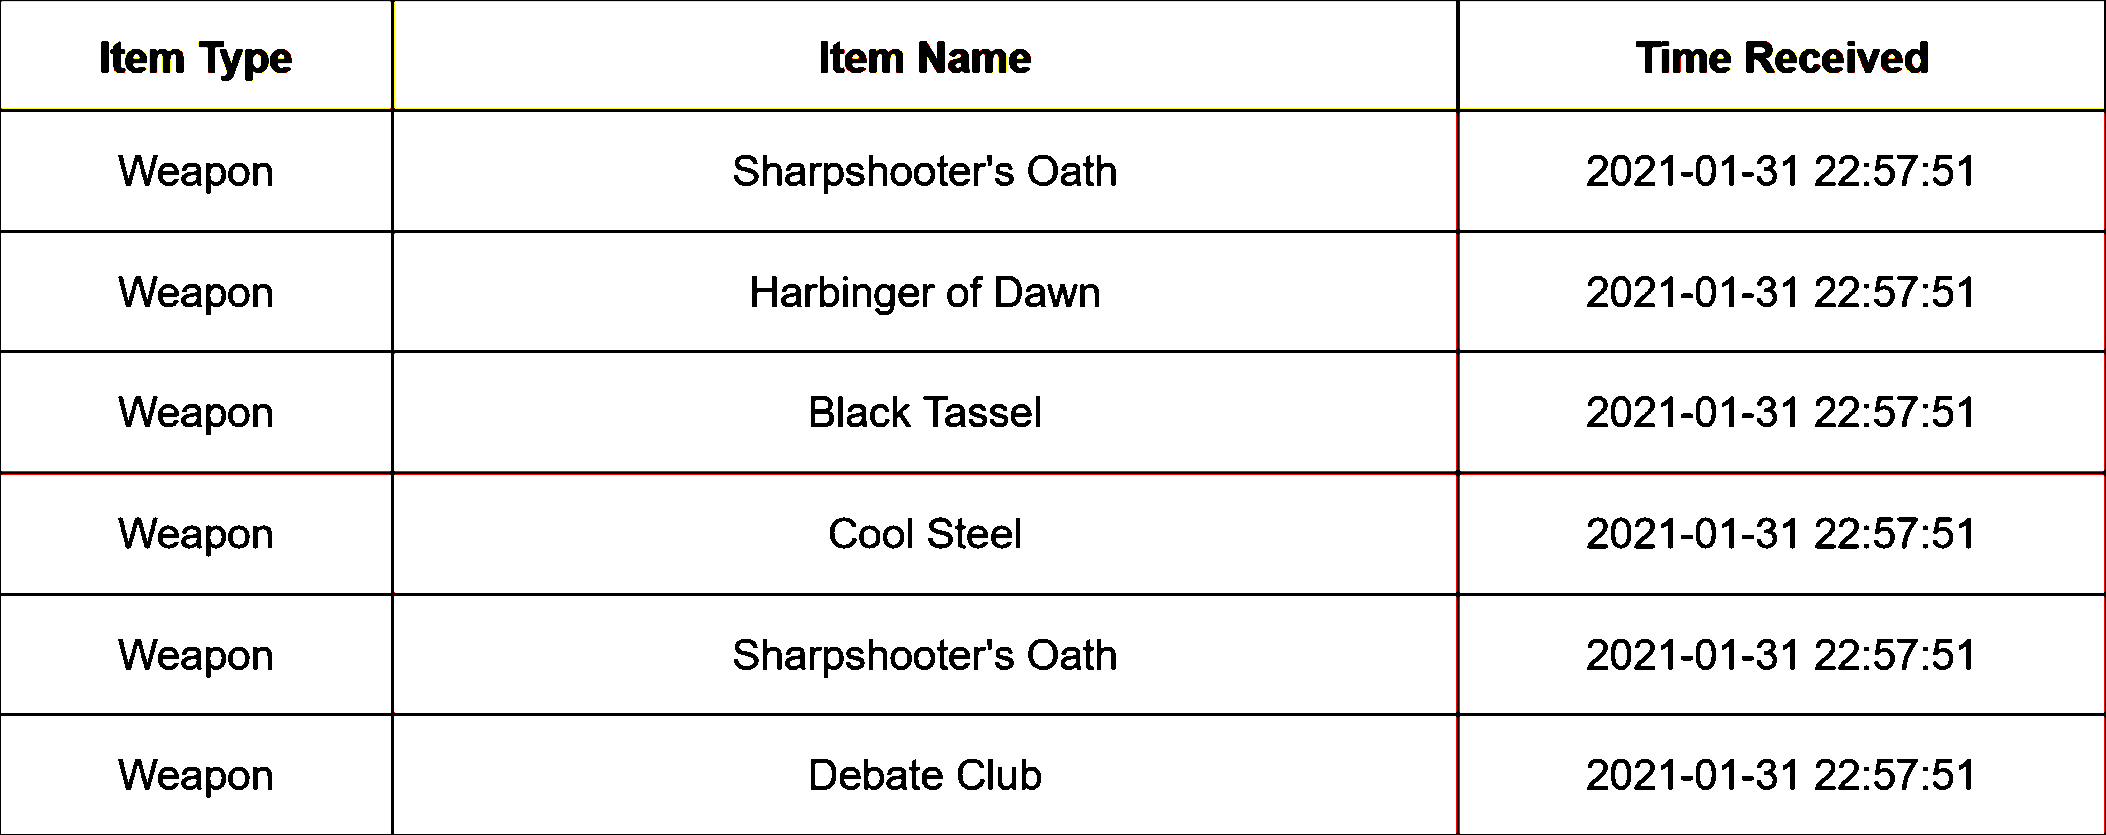 Item Type Item Name Time Received
Weapon Sharpshooter's Oath 2021-01-31 22:57:51
Weapon Harbinger of Dawn 2021-01-31 22:57:51
Weapon Black Tassel 2021-01-31 22:57:51
Weapon Cool Steel 2021-01-31 22:57:51
Weapon Sharpshooter's Oath 2021-01-31 22:57:51
Weapon Debate Club 2021-01-31 22:57:51